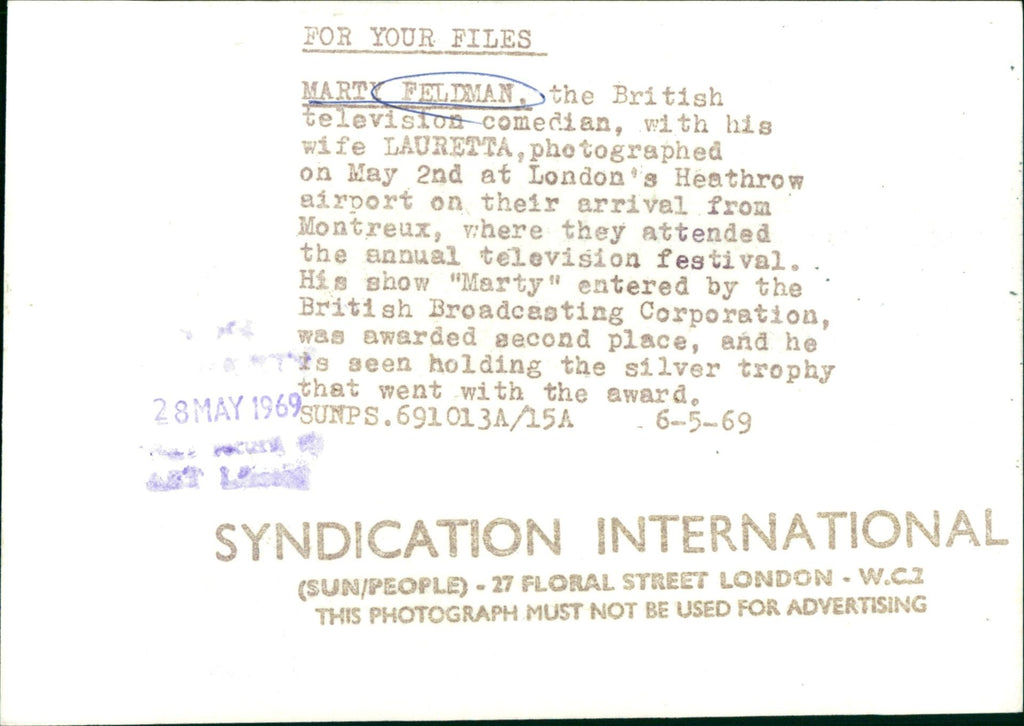 FOR YOUR FILES
MARTY FELDMAN, the British
television comedian, with his
wife LAURETTA, photographed
on May 2nd at London's Heathrow
airport on their arrival from
Montreux, where they attended
the annual television festival.
His show "Marty" entered by the
British Broadcasting Corporation,
was awarded second place, and he
is seen holding the silver trophy
that went with the award.
28 MAY 1969
SUNPS.691013A/15A 6-5-69
return
ART
SYNDICATION INTERNATIONAL
(SUN/PEOPLE) - 27 FLORAL STREET LONDON - W.C.2
THIS PHOTOGRAPH MUST NOT BE USED FOR ADVERTISING